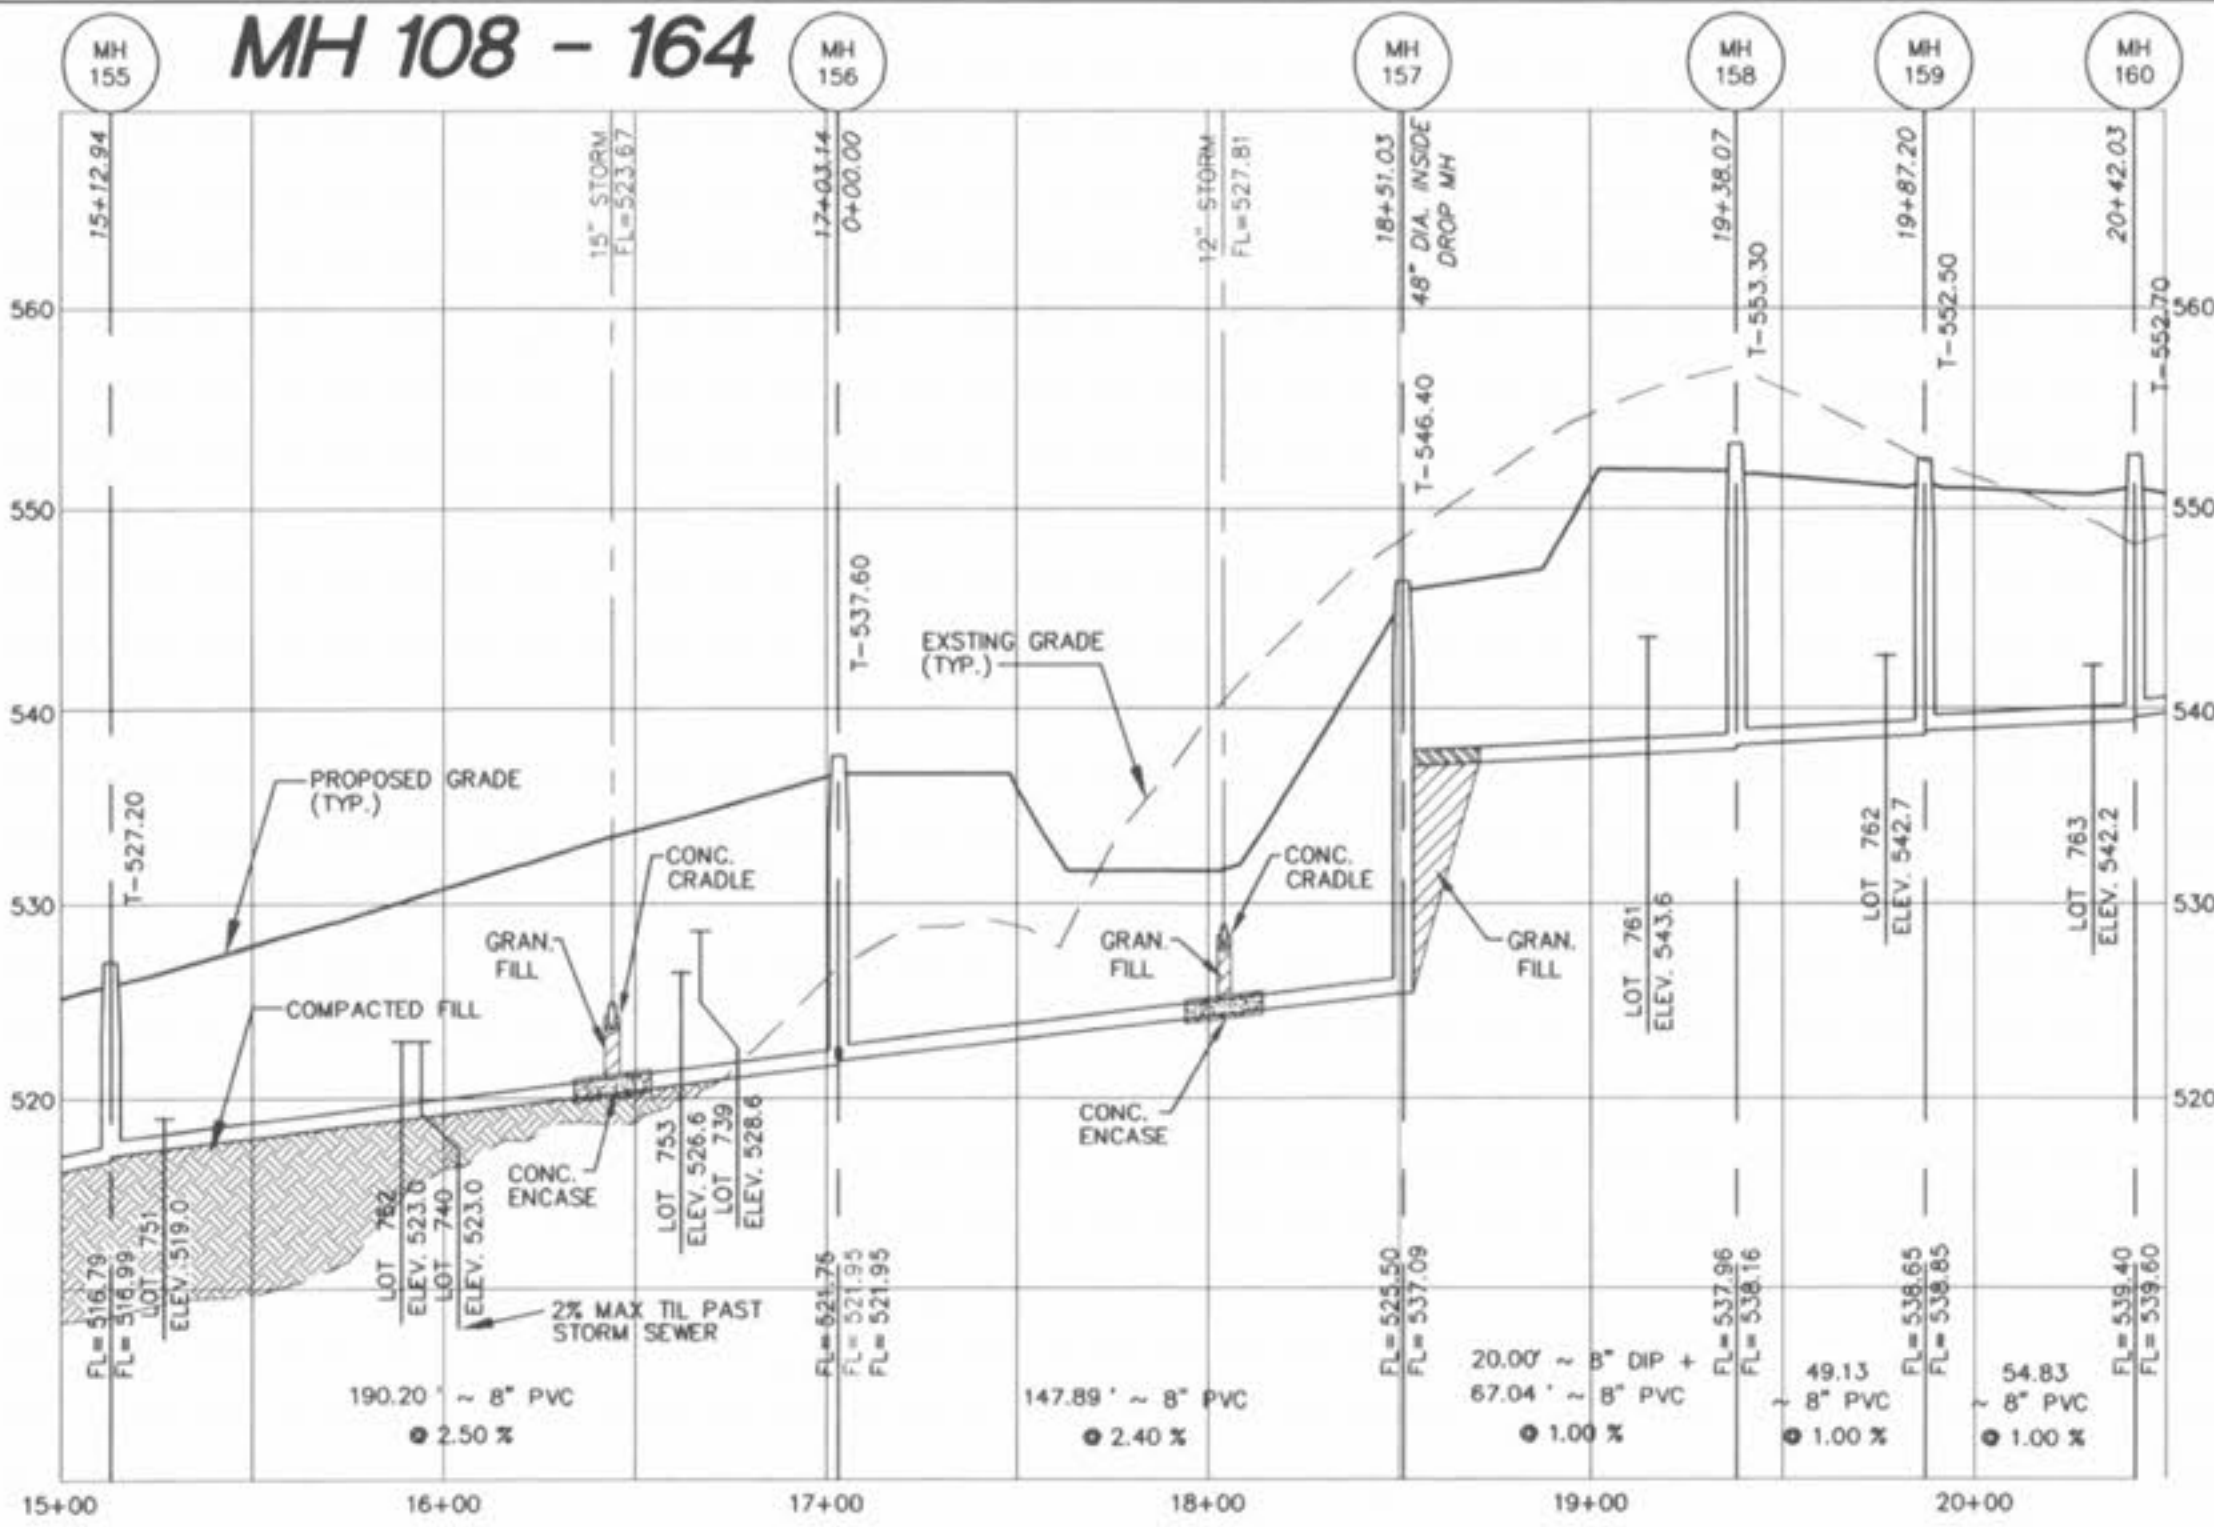 MH 108 - 164
MH
155
MH
156
MH
157
MH
158
MH
159
MH
160
15+12.94
15" STORM
FL=523.67
17+03.14
0+00.00
12" STORM
FL=527.81
18+51.03
48" DIA. INSIDE
DROP MH
19+38.07
T-553.30
19+87.20
T-552.50
20+42.03
T-552.70
560
560
550
550
540
540
530
530
520
520
T-527.20
T-537.60
T-546.40
EXSTING GRADE
(TYP.)
PROPOSED GRADE
(TYP.)
COMPACTED FILL
GRAN.
FILL
CONC.
CRADLE
CONC.
ENCASE
GRAN.
FILL
CONC.
CRADLE
CONC.
ENCASE
GRAN.
FILL
LOT 751
ELEV. 519.0
LOT 752
ELEV. 523.0
LOT 740
ELEV. 523.0
LOT 753
ELEV. 526.6
LOT 739
ELEV. 528.6
LOT 761
ELEV. 543.6
LOT 762
ELEV. 542.7
LOT 763
ELEV. 542.2
2% MAX TIL PAST
STORM SEWER
FL= 516.79
FL= 516.99
FL= 521.75
FL= 521.95
FL= 521.95
FL= 525.50
FL= 537.09
FL= 537.96
FL= 538.16
FL= 538.65
FL= 538.85
FL= 539.40
FL= 539.60
190.20 ' ~ 8" PVC
@ 2.50 %
147.89 ' ~ 8" PVC
@ 2.40 %
20.00' ~ 8" DIP +
67.04 ' ~ 8" PVC
@ 1.00 %
49.13
~ 8" PVC
@ 1.00 %
54.83
~ 8" PVC
@ 1.00 %
15+00
16+00
17+00
18+00
19+00
20+00